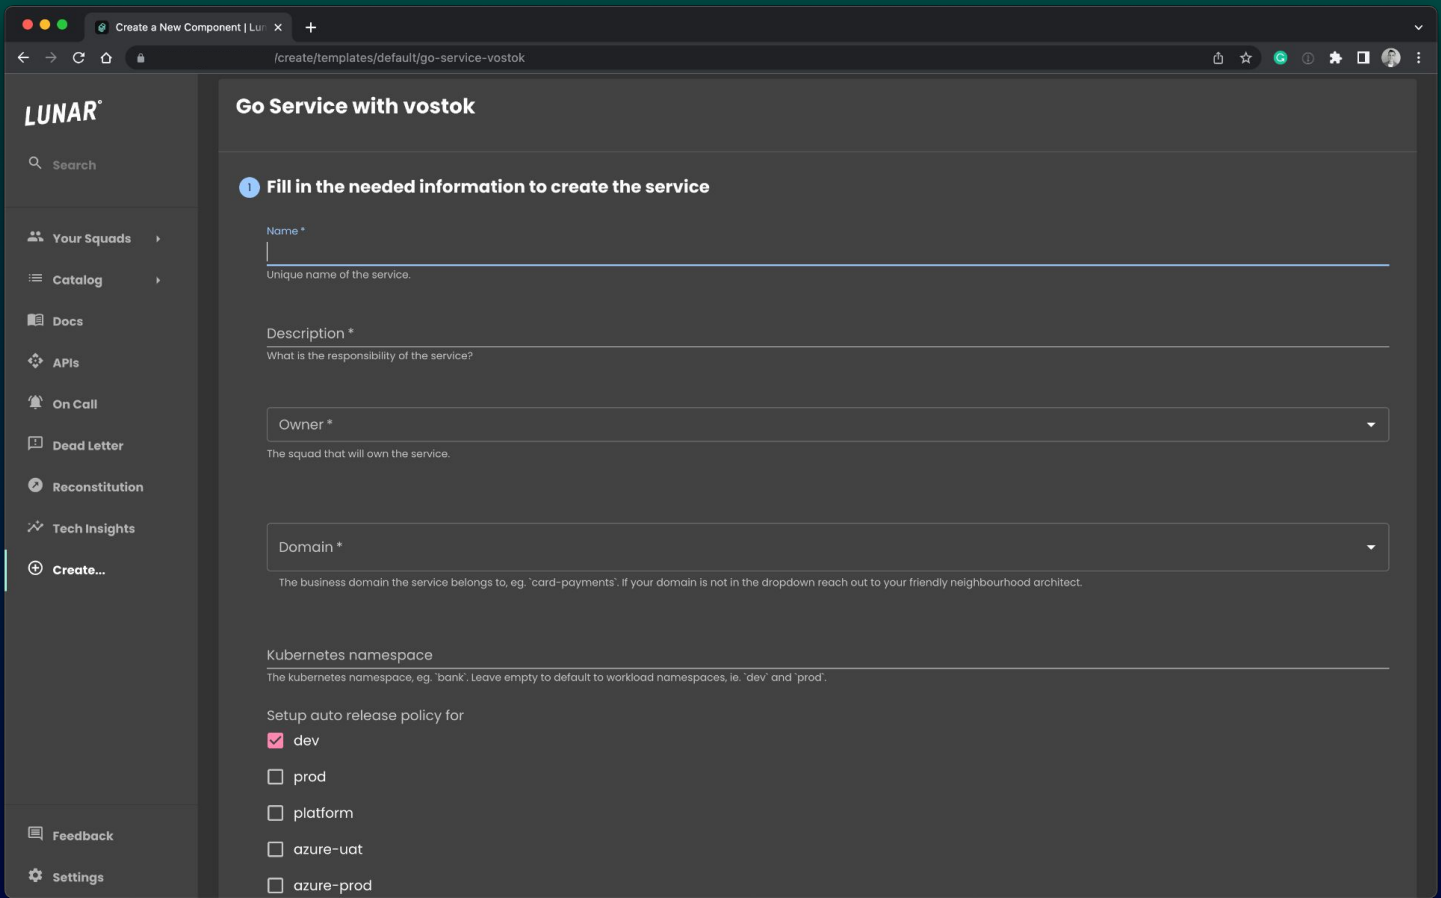 Create a New Component | Lun
/create/templates/default/go-service-vostok
LUNAR
Search
Your Squads
Catalog
Docs
APIs
On Call
Dead Letter
Reconstitution
Tech Insights
Create...
Feedback
Settings
Go Service with vostok
1 Fill in the needed information to create the service
Name *
Unique name of the service.
Description *
What is the responsibility of the service?
Owner *
The squad that will own the service.
Domain *
The business domain the service belongs to, eg. `card-payments`. If your domain is not in the dropdown reach out to your friendly neighbourhood architect.
Kubernetes namespace
The kubernetes namespace, eg. `bank`. Leave empty to default to workload namespaces, ie. `dev` and `prod`.
Setup auto release policy for
dev
prod
platform
azure-uat
azure-prod